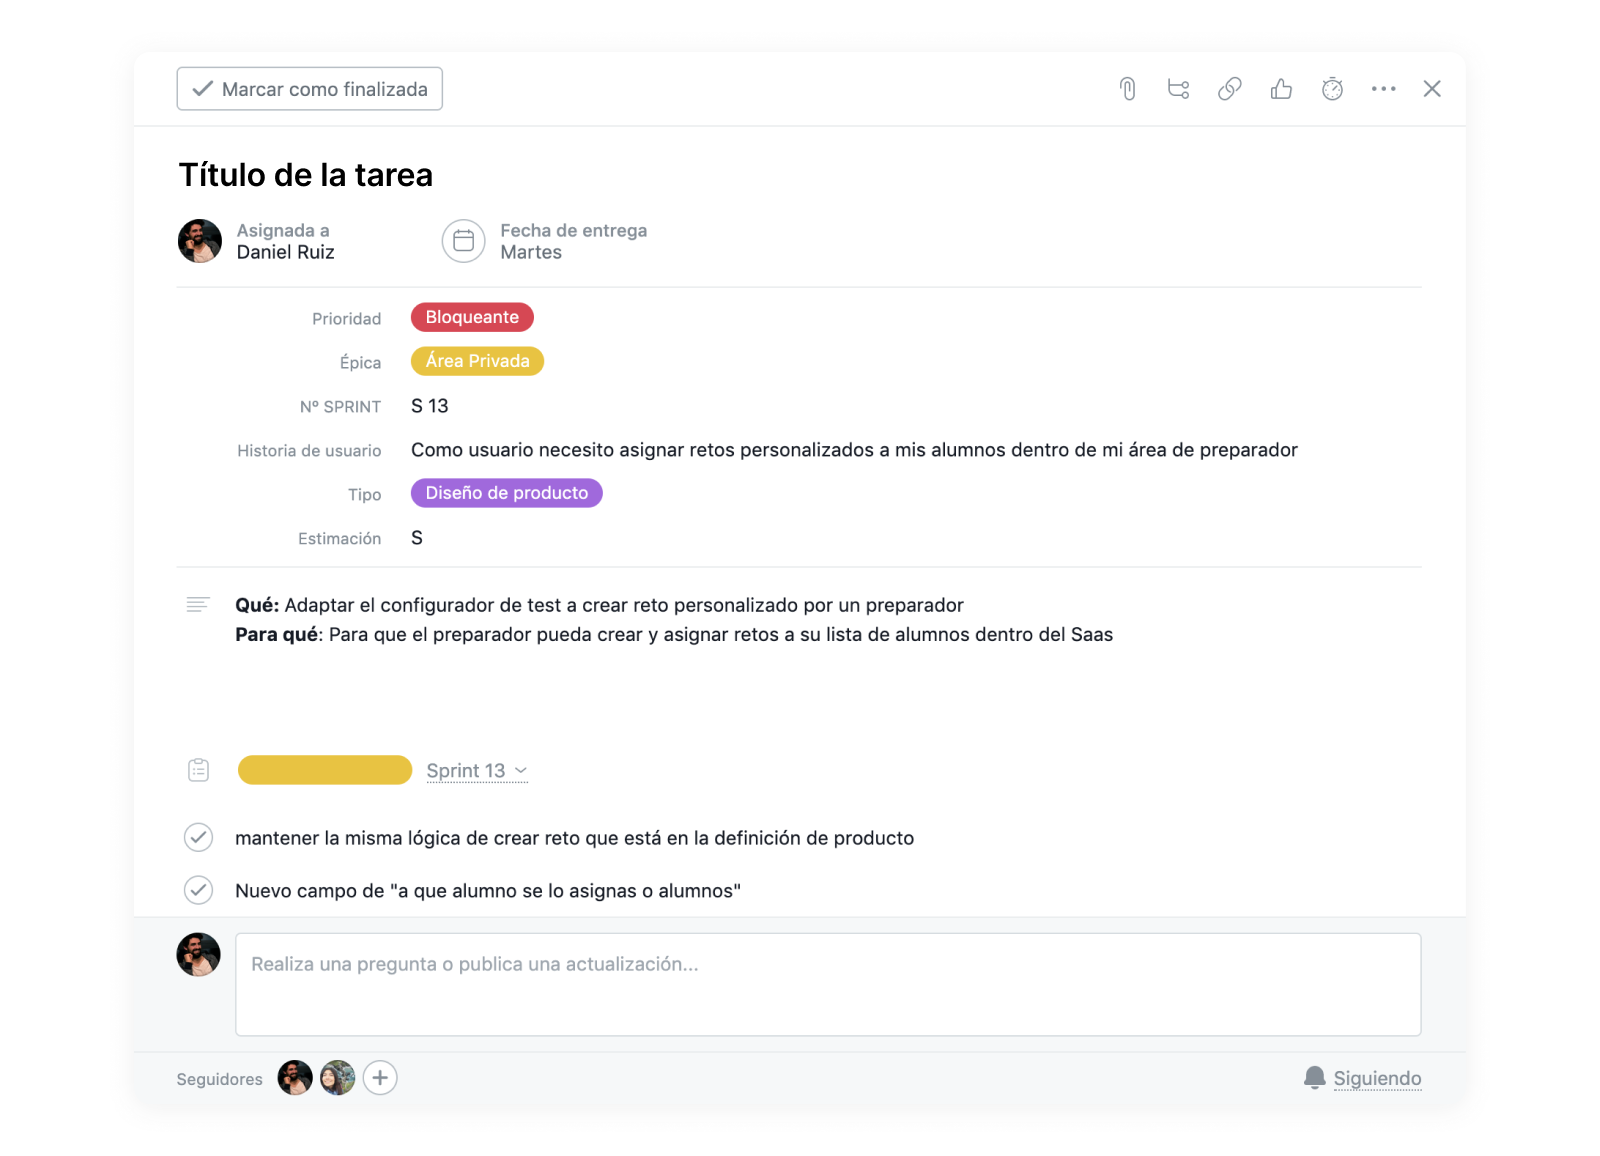 Marcar como finalizada
Título de la tarea
Asignada a
Daniel Ruiz
Fecha de entrega
Martes
Prioridad Bloqueante
Épica Área Privada
Nº SPRINT S 13
Historia de usuario Como usuario necesito asignar retos personalizados a mis alumnos dentro de mi área de preparador
Tipo Diseño de producto
Estimación S
Qué: Adaptar el configurador de test a crear reto personalizado por un preparador
Para qué: Para que el preparador pueda crear y asignar retos a su lista de alumnos dentro del Saas
Sprint 13
mantener la misma lógica de crear reto que está en la definición de producto
Nuevo campo de "a que alumno se lo asignas o alumnos"
Realiza una pregunta o publica una actualización...
Seguidores
Siguiendo